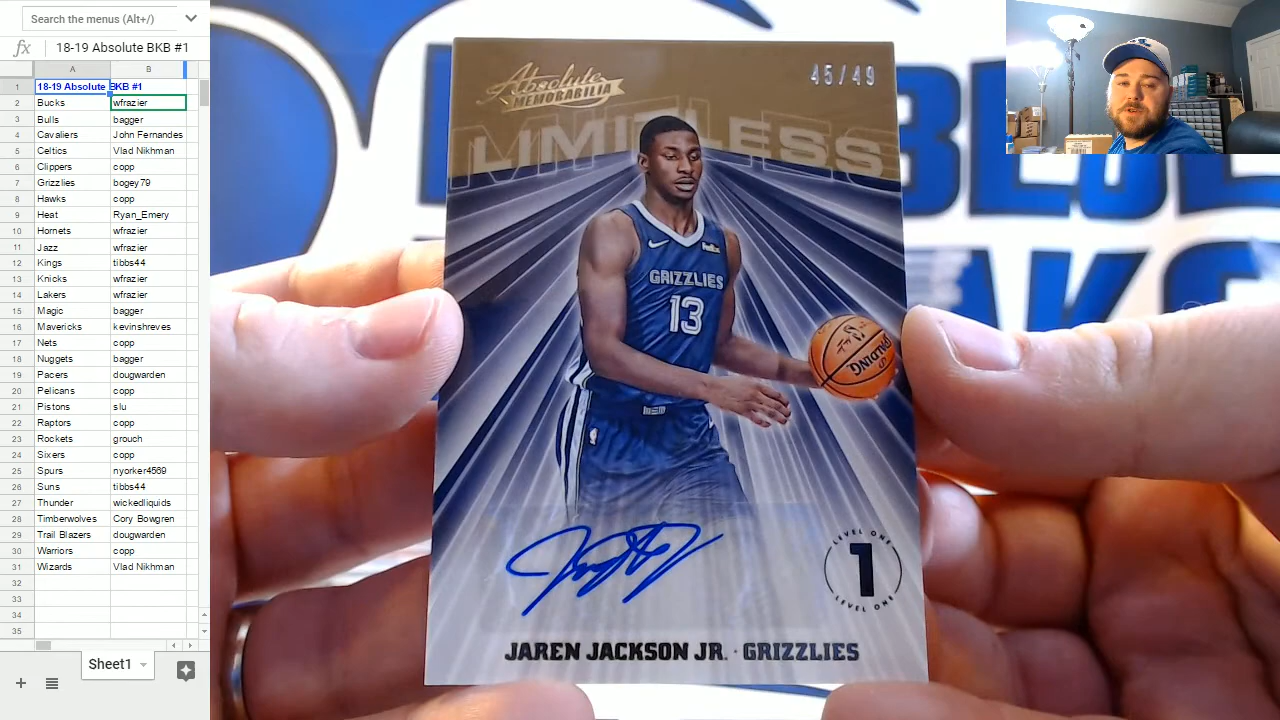 Search the menus (Alt+/)
fx 18-19 Absolute BKB #1
A B
1 18-19 Absolute BKB #1
2 Bucks wfrazier
3 Bulls bagger
4 Cavaliers John Fernandes
5 Celtics Vlad Nikhman
6 Clippers copp
7 Grizzlies bogey79
8 Hawks copp
9 Heat Ryan_Emery
10 Hornets wfrazier
11 Jazz wfrazier
12 Kings tibbs44
13 Knicks wfrazier
14 Lakers wfrazier
15 Magic bagger
16 Mavericks kevinshreves
17 Nets copp
18 Nuggets bagger
19 Pacers dougwarden
20 Pelicans copp
21 Pistons slu
22 Raptors copp
23 Rockets grouch
24 Sixers copp
25 Spurs nyorker4569
26 Suns tibbs44
27 Thunder wickedliquids
28 Timberwolves Cory Bowgren
29 Trail Blazers dougwarden
30 Warriors copp
31 Wizards Vlad Nikhman
32
33
34
35
Sheet1
Absolute
MEMORABILIA
45/49
LIMITLESS
GRIZZLIES
13
SPALDING
LEVEL ONE
1
LEVEL ONE
JAREN JACKSON JR. · GRIZZLIES